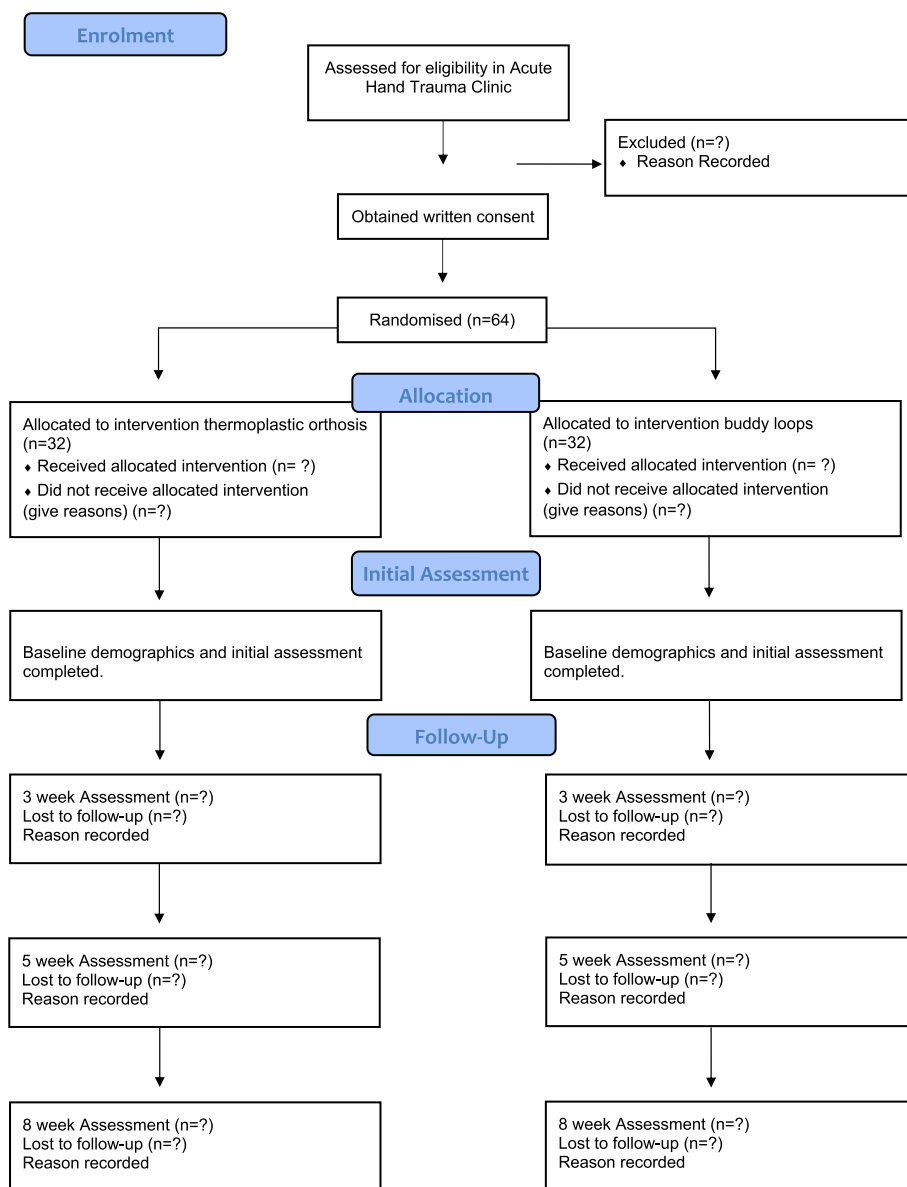 Enrolment
Assessed for eligibility in Acute
Hand Trauma Clinic
Excluded (n=?)
♦ Reason Recorded
Obtained written consent
Randomised (n=64)
Allocation
Allocated to intervention thermoplastic orthosis
(n=32)
♦ Received allocated intervention (n= ?)
♦ Did not receive allocated intervention
(give reasons) (n=?)
Allocated to intervention buddy loops
(n=32)
♦ Received allocated intervention (n= ?)
♦ Did not receive allocated intervention
(give reasons) (n=?)
Initial Assessment
Baseline demographics and initial assessment
completed.
Baseline demographics and initial assessment
completed.
Follow-Up
3 week Assessment (n=?)
Lost to follow-up (n=?)
Reason recorded
3 week Assessment (n=?)
Lost to follow-up (n=?)
Reason recorded
5 week Assessment (n=?)
Lost to follow-up (n=?)
Reason recorded
5 week Assessment (n=?)
Lost to follow-up (n=?)
Reason recorded
8 week Assessment (n=?)
Lost to follow-up (n=?)
Reason recorded
8 week Assessment (n=?)
Lost to follow-up (n=?)
Reason recorded